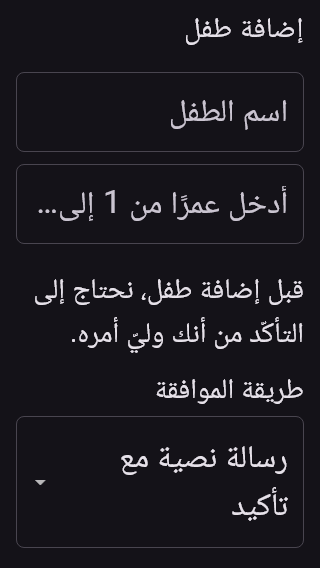 إضافة طفل
اسم الطفل
أدخل عمرًا من 1 إلى...
قبل إضافة طفل، نحتاج إلى
التأكّد من أنك وليّ أمره.
طريقة الموافقة
رسالة نصية مع
تأكيد